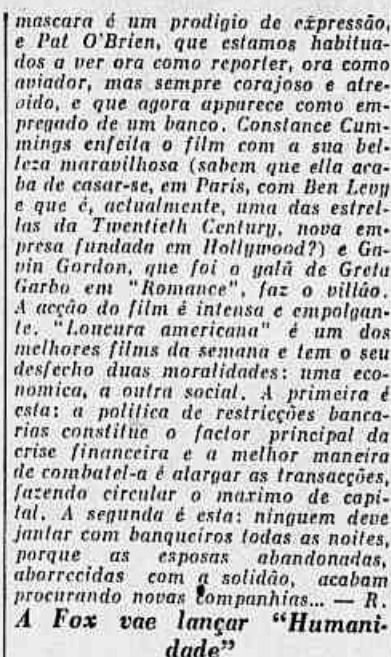 mascara é um prodigio de expressão,
e Pat O'Brien, que estamos habitua-
dos a ver ora como reporter, ora como
aviador, mas sempre corajoso e atre-
vido, e que agora apparece como em-
pregado de um banco. Constance Cum-
mings enfeita o film com a sua bel-
leza maravilhosa (sabem que ella aca-
ba de casar-se, em Paris, com Ben Levy
e que é, actualmente, uma das estrel-
las da Twentieth Century, nova em-
presa fundada em Hollywood?) e Ga-
vin Gordon, que foi o galã de Greta
Garbo em "Romance", faz o villão.
A acção do film é intensa e empolgan-
te. "Loucura americana" é um dos
melhores films da semana e tem o seu
desfecho duas moralidades: uma eco-
nomica, a outra social. A primeira é
esta: a politica de restricções banca-
rias constitue o factor principal da
crise financeira e a melhor maneira
de combatel-a é alargar as transacções,
fazendo circular o maximo de capi-
tal. A segunda é esta: ninguem deve
jantar com banqueiros todas as noites,
porque as esposas abandonadas,
aborrecidas com a solidão, acabam
procurando novas companhias... — R.
A Fox vae lançar "Humani-
dade"